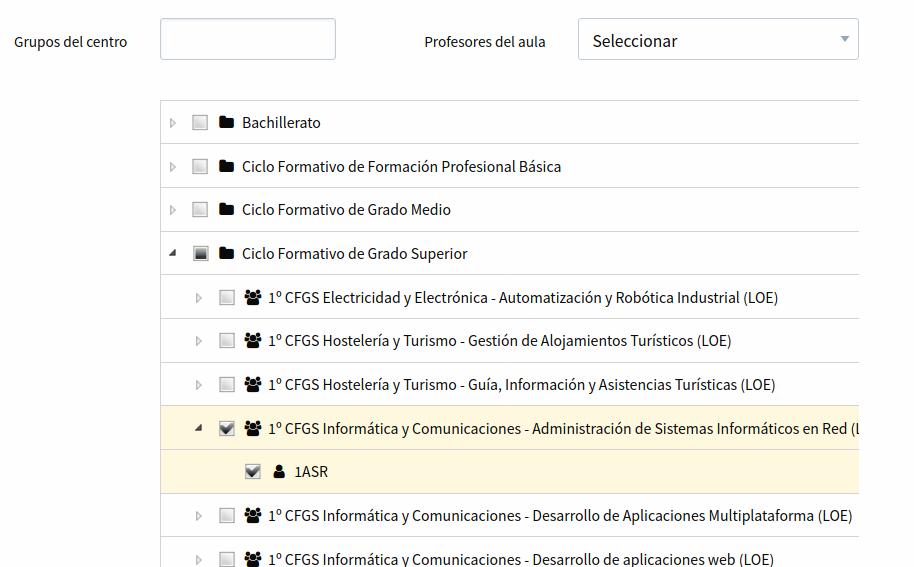 Grupos del centro
Profesores del aula
Seleccionar
Bachillerato
Ciclo Formativo de Formación Profesional Básica
Ciclo Formativo de Grado Medio
Ciclo Formativo de Grado Superior
1º CFGS Electricidad y Electrónica - Automatización y Robótica Industrial (LOE)
1º CFGS Hostelería y Turismo - Gestión de Alojamientos Turísticos (LOE)
1º CFGS Hostelería y Turismo - Guía, Información y Asistencias Turísticas (LOE)
1º CFGS Informática y Comunicaciones - Administración de Sistemas Informáticos en Red (L
1ASR
1º CFGS Informática y Comunicaciones - Desarrollo de Aplicaciones Multiplataforma (LOE)
1º CFGS Informática y Comunicaciones - Desarrollo de aplicaciones web (LOE)